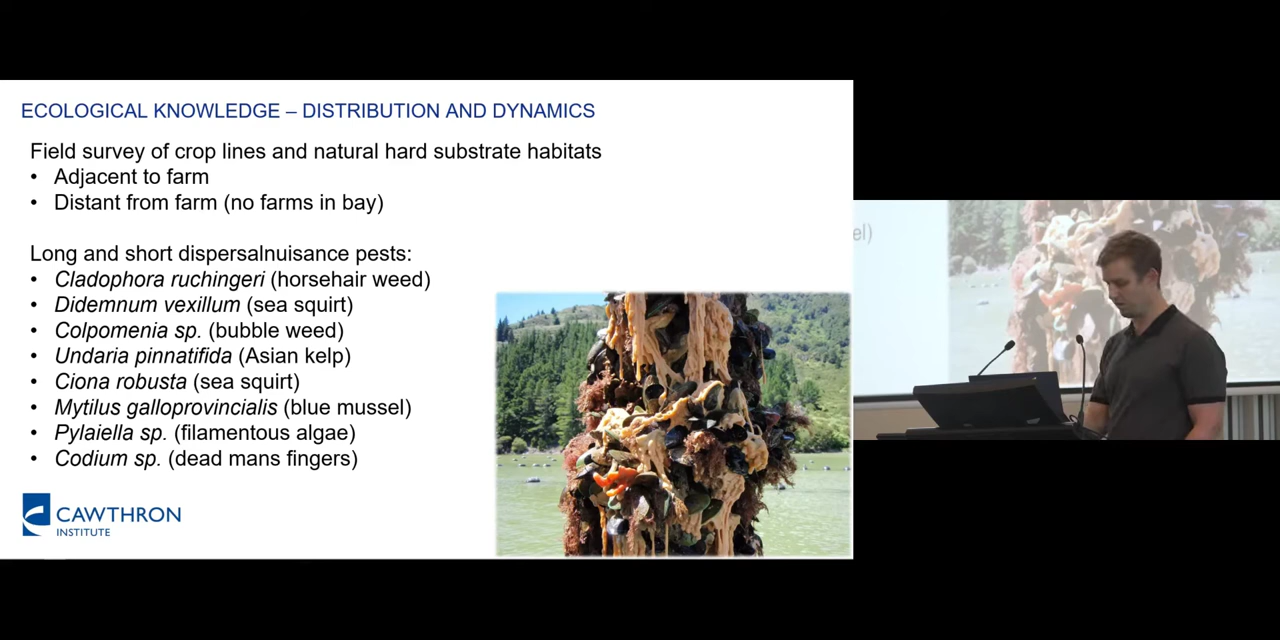 ECOLOGICAL KNOWLEDGE – DISTRIBUTION AND DYNAMICS
Field survey of crop lines and natural hard substrate habitats
• Adjacent to farm
• Distant from farm (no farms in bay)
Long and short dispersalnuisance pests:
• Cladophora ruchingeri (horsehair weed)
• Didemnum vexillum (sea squirt)
• Colpomenia sp. (bubble weed)
• Undaria pinnatifida (Asian kelp)
• Ciona robusta (sea squirt)
• Mytilus galloprovincialis (blue mussel)
• Pylaiella sp. (filamentous algae)
• Codium sp. (dead mans fingers)
CAWTHRON
INSTITUTE
el)